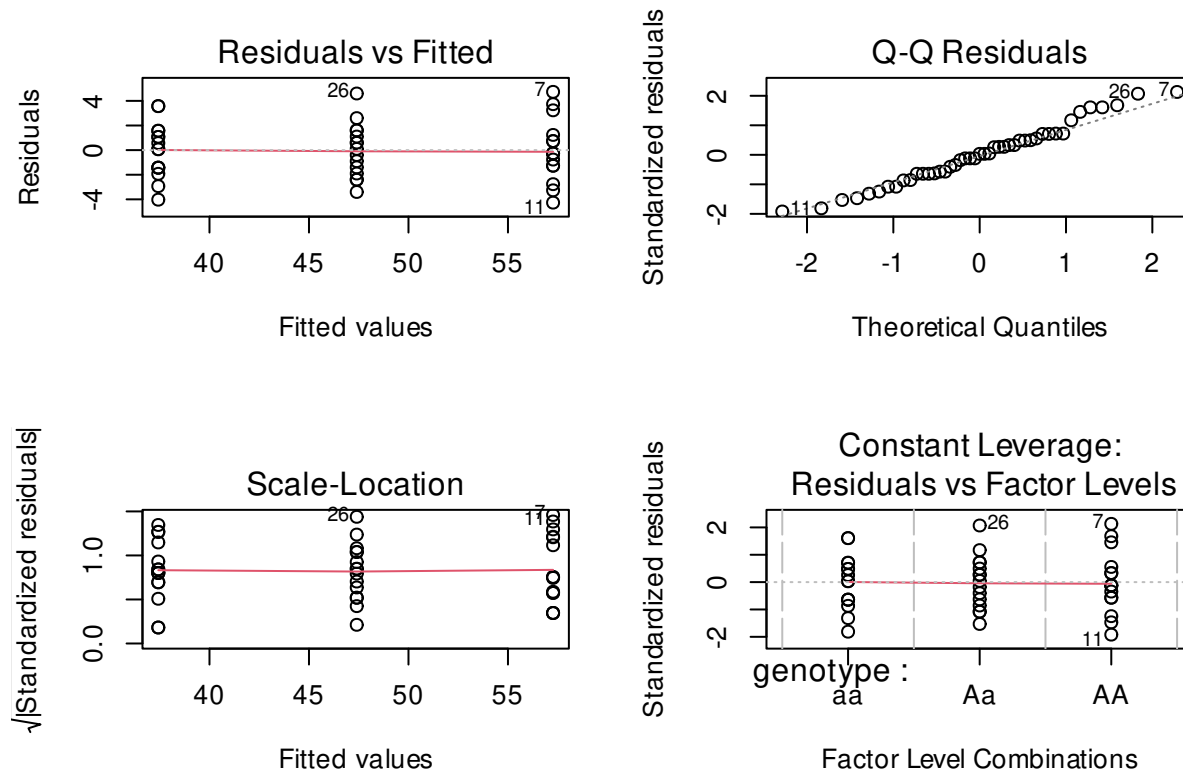 Residuals vs Fitted
Residuals
4
0
-4
26
7
11
40 45 50 55
Fitted values
Q-Q Residuals
Standardized residuals
2
0
-2
26
7
11
-2 -1 0 1 2
Theoretical Quantiles
Scale-Location
√|Standardized residuals|
1.0
0.0
26
7
11
40 45 50 55
Fitted values
Constant Leverage:
Residuals vs Factor Levels
Standardized residuals
2
0
-2
26
7
11
genotype :
aa Aa AA
Factor Level Combinations